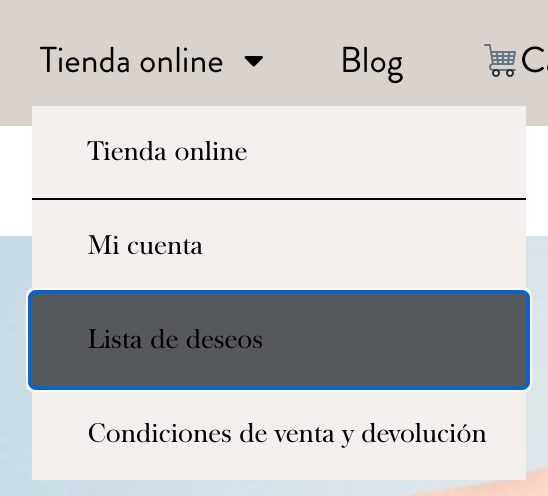 Tienda online
Blog
Tienda online
Mi cuenta
Lista de deseos
Condiciones de venta y devolución